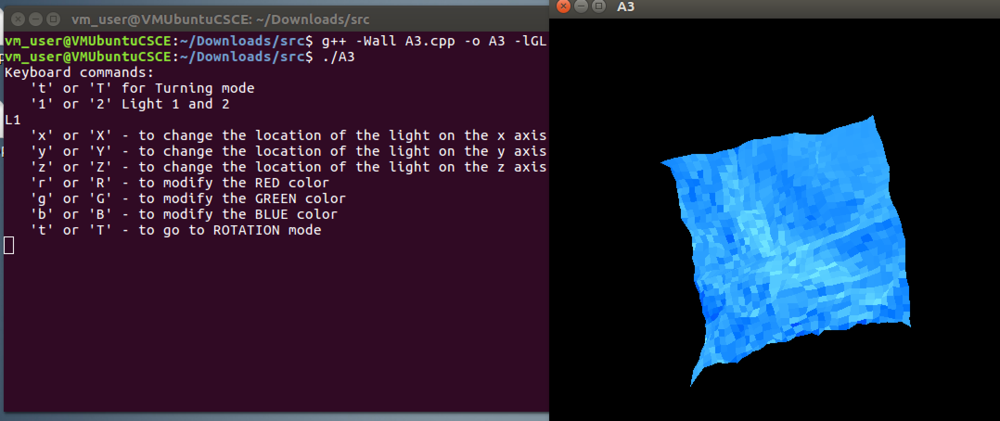 vm_user@VMUbuntuCSCE: ~/Downloads/src
vm_user@VMUbuntuCSCE:~/Downloads/src$ g++ -Wall A3.cpp -o A3 -lGL
vm_user@VMUbuntuCSCE:~/Downloads/src$ ./A3
Keyboard commands:
't' or 'T' for Turning mode
'1' or '2' Light 1 and 2
L1
'x' or 'X' - to change the location of the light on the x axis
'y' or 'Y' - to change the location of the light on the y axis
'z' or 'Z' - to change the location of the light on the z axis
'r' or 'R' - to modify the RED color
'g' or 'G' - to modify the GREEN color
'b' or 'B' - to modify the BLUE color
't' or 'T' - to go to ROTATION mode
A3